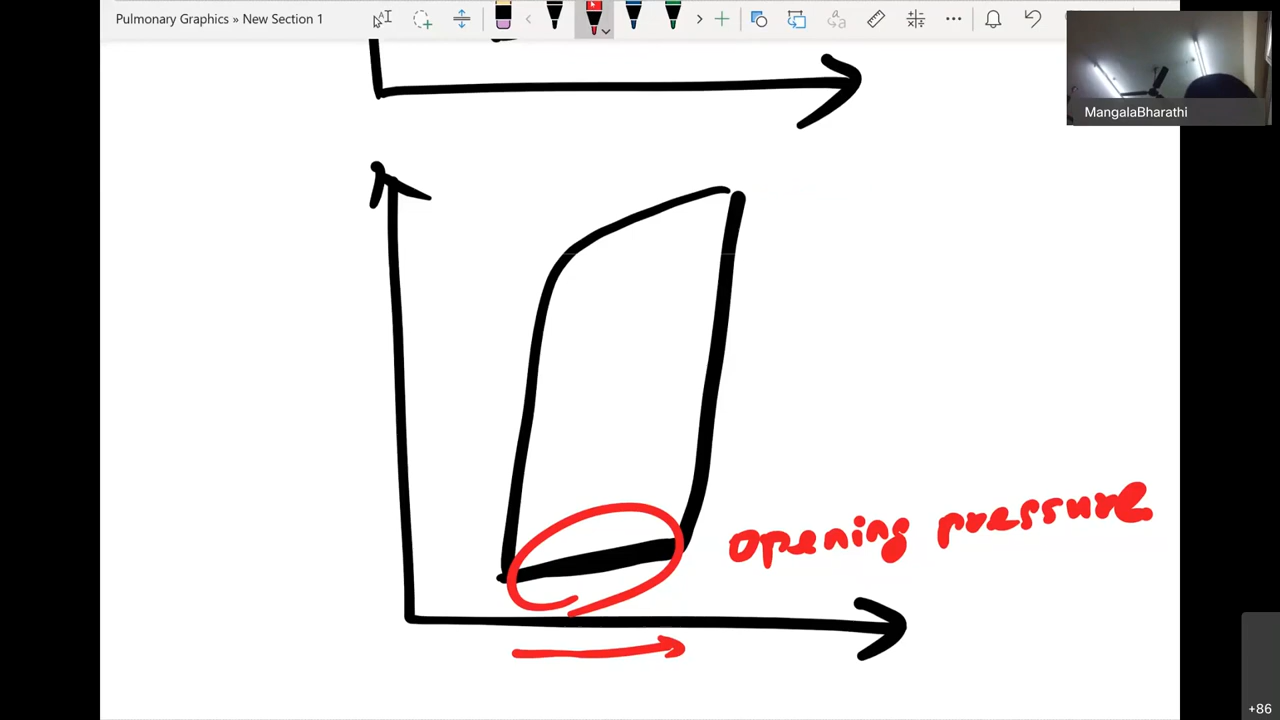 Pulmonary Graphics » New Section 1
MangalaBharathi
opening pressure
+86